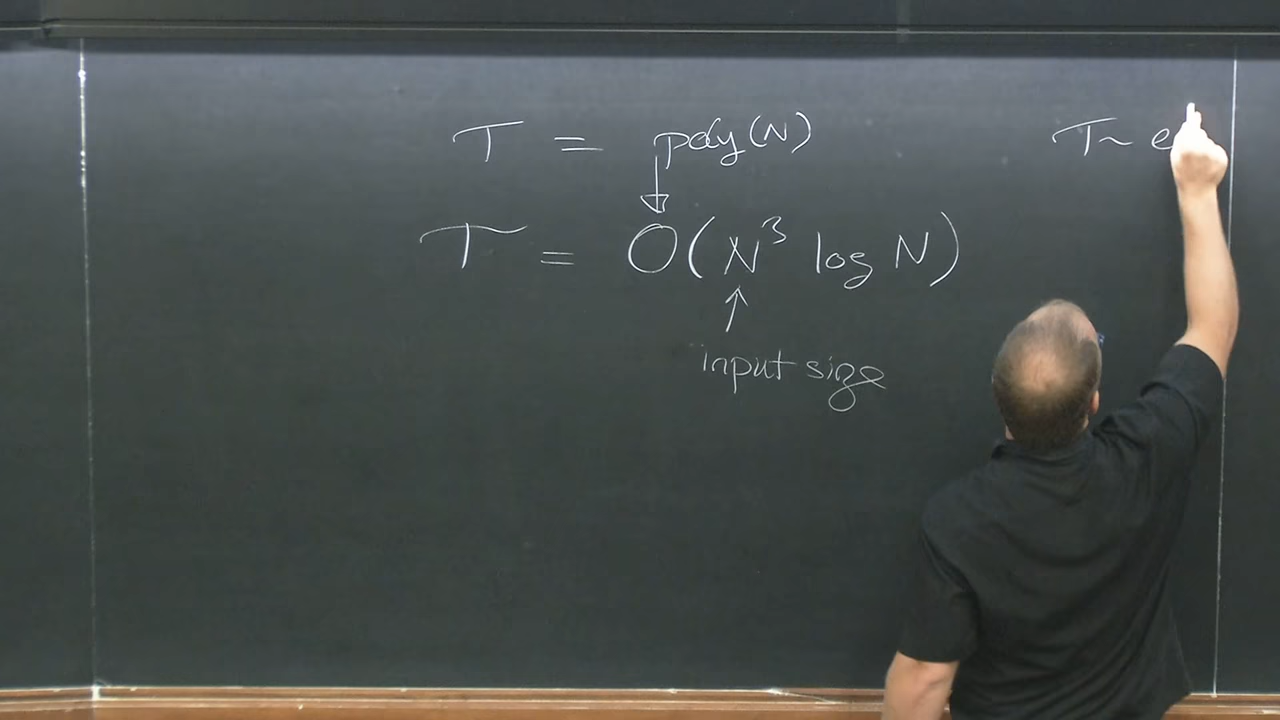 T = poly(N)
T ~ e
T = O(N³ log N)
input size